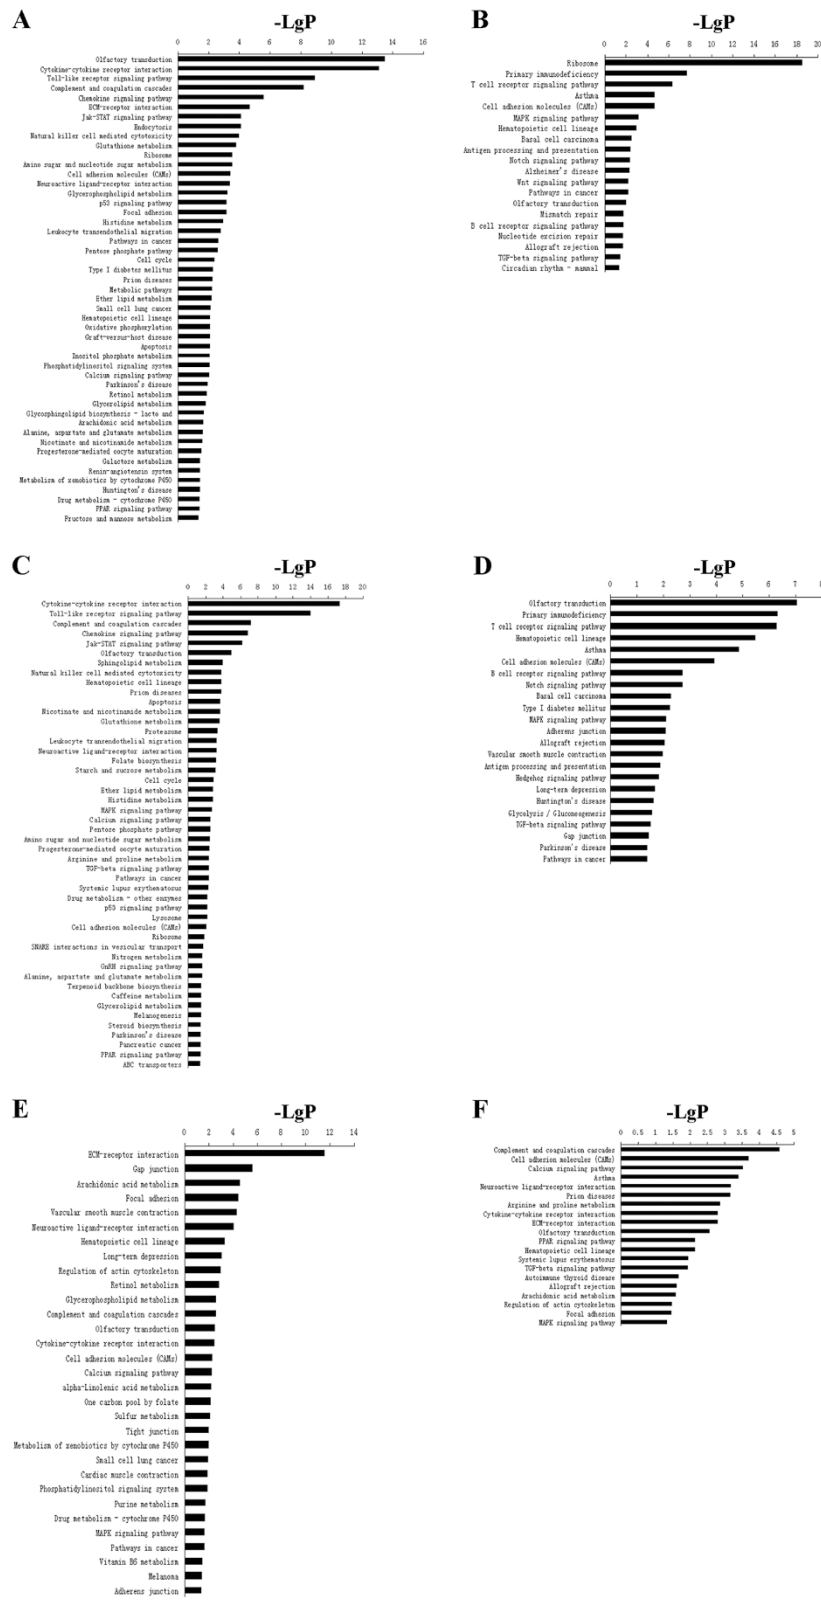 A
-LgP
0 2 4 6 8 10 12 14 16
Olfactory transduction
Cytokine-cytokine receptor interaction
Toll-like receptor signaling pathway
Complement and coagulation cascades
Chemokine signaling pathway
ECM-receptor interaction
Jak-STAT signaling pathway
Endocytosis
Natural killer cell mediated cytotoxicity
Glutathione metabolism
Ribosome
Amino sugar and nucleotide sugar metabolism
Cell adhesion molecules (CAMs)
Neuroactive ligand-receptor interaction
Glycerophospholipid metabolism
p53 signaling pathway
Focal adhesion
Histidine metabolism
Leukocyte transendothelial migration
Pathways in cancer
Pentose phosphate pathway
Cell cycle
Type I diabetes mellitus
Prion diseases
Metabolic pathways
Ether lipid metabolism
Small cell lung cancer
Hematopoietic cell lineage
Oxidative phosphorylation
Graft-versus-host disease
Apoptosis
Inositol phosphate metabolism
Phosphatidylinositol signaling system
Calcium signaling pathway
Parkinson's disease
Retinol metabolism
Glycerolipid metabolism
Glycosphingolipid biosynthesis - lacto and
Arachidonic acid metabolism
Alanine, aspartate and glutamate metabolism
Nicotinate and nicotinamide metabolism
Progesterone-mediated oocyte maturation
Galactose metabolism
Renin-angiotensin system
Metabolism of xenobiotics by cytochrome P450
Huntington's disease
Drug metabolism - cytochrome P450
PPAR signaling pathway
Fructose and mannose metabolism
B
-LgP
0 2 4 6 8 10 12 14 16 18 20
Ribosome
Primary immunodeficiency
T cell receptor signaling pathway
Asthma
Cell adhesion molecules (CAMs)
MAPK signaling pathway
Hematopoietic cell lineage
Basal cell carcinoma
Antigen processing and presentation
Notch signaling pathway
Alzheimer's disease
Wnt signaling pathway
Pathways in cancer
Olfactory transduction
Mismatch repair
B cell receptor signaling pathway
Nucleotide excision repair
Allograft rejection
TGF-beta signaling pathway
Circadian rhythm - mammal
C
-LgP
0 2 4 6 8 10 12 14 16 18 20
Cytokine-cytokine receptor interaction
Toll-like receptor signaling pathway
Complement and coagulation cascades
Chemokine signaling pathway
Jak-STAT signaling pathway
Olfactory transduction
Sphingolipid metabolism
Natural killer cell mediated cytotoxicity
Hematopoietic cell lineage
Prion diseases
Apoptosis
Nicotinate and nicotinamide metabolism
Glutathione metabolism
Proteasome
Leukocyte transendothelial migration
Neuroactive ligand-receptor interaction
Folate biosynthesis
Starch and sucrose metabolism
Cell cycle
Ether lipid metabolism
Histidine metabolism
MAPK signaling pathway
Calcium signaling pathway
Pentose phosphate pathway
Amino sugar and nucleotide sugar metabolism
Progesterone-mediated oocyte maturation
Arginine and proline metabolism
TGF-beta signaling pathway
Pathways in cancer
Systemic lupus erythematosus
Drug metabolism - other enzymes
p53 signaling pathway
Lysosome
Cell adhesion molecules (CAMs)
Ribosome
SNARE interactions in vesicular transport
Nitrogen metabolism
GnRH signaling pathway
Alanine, aspartate and glutamate metabolism
Terpenoid backbone biosynthesis
Caffeine metabolism
Glycerolipid metabolism
Melanogenesis
Steroid biosynthesis
Parkinson's disease
Pancreatic cancer
PPAR signaling pathway
ABC transporters
D
-LgP
0 1 2 3 4 5 6 7 8
Olfactory transduction
Primary immunodeficiency
T cell receptor signaling pathway
Hematopoietic cell lineage
Asthma
Cell adhesion molecules (CAMs)
B cell receptor signaling pathway
Notch signaling pathway
Basal cell carcinoma
Type I diabetes mellitus
MAPK signaling pathway
Adherens junction
Allograft rejection
Vascular smooth muscle contraction
Antigen processing and presentation
Hedgehog signaling pathway
Long-term depression
Huntington's disease
Glycolysis / Gluconeogenesis
TGF-beta signaling pathway
Gap junction
Parkinson's disease
Pathways in cancer
E
-LgP
0 2 4 6 8 10 12 14
ECM-receptor interaction
Gap junction
Arachidonic acid metabolism
Focal adhesion
Vascular smooth muscle contraction
Neuroactive ligand-receptor interaction
Hematopoietic cell lineage
Long-term depression
Regulation of actin cytoskeleton
Retinol metabolism
Glycerophospholipid metabolism
Complement and coagulation cascades
Olfactory transduction
Cytokine-cytokine receptor interaction
Cell adhesion molecules (CAMs)
Calcium signaling pathway
alpha-Linolenic acid metabolism
One carbon pool by folate
Sulfur metabolism
Tight junction
Metabolism of xenobiotics by cytochrome P450
Small cell lung cancer
Cardiac muscle contraction
Phosphatidylinositol signaling system
Purine metabolism
Drug metabolism - cytochrome P450
MAPK signaling pathway
Pathways in cancer
Vitamin B6 metabolism
Melanoma
Adherens junction
F
-LgP
0 0.5 1 1.5 2 2.5 3 3.5 4 4.5 5
Complement and coagulation cascades
Cell adhesion molecules (CAMs)
Calcium signaling pathway
Asthma
Neuroactive ligand-receptor interaction
Prion diseases
Arginine and proline metabolism
Cytokine-cytokine receptor interaction
ECM-receptor interaction
Olfactory transduction
PPAR signaling pathway
Hematopoietic cell lineage
Systemic lupus erythematosus
TGF-beta signaling pathway
Autoimmune thyroid disease
Allograft rejection
Arachidonic acid metabolism
Regulation of actin cytoskeleton
Focal adhesion
MAPK signaling pathway